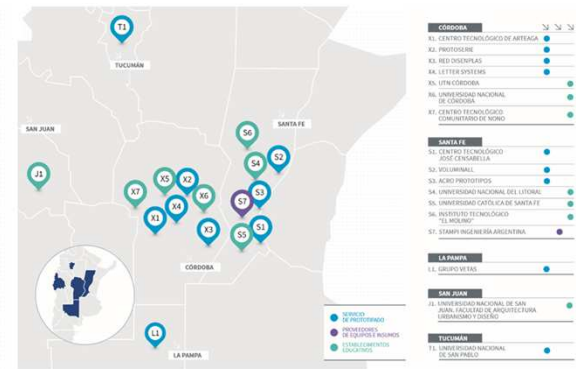 T1
TUCUMÁN
SANTA FE
SAN JUAN
S6
S2
S4
J1
X5
X2
X7
X6
S3
S7
X4
X1
X3
S5
S1
CÓRDOBA
L1
LA PAMPA
SERVICIO
DE PROTOTIPADO
PROVEEDORES
DE EQUIPOS E INSUMOS
ESTABLECIMIENTOS
EDUCATIVOS
CÓRDOBA
X1. CENTRO TECNOLÓGICO DE ARTEAGA
X2. PROTOSERIE
X3. RED DISENPLAS
X4. LETTER SYSTEMS
X5. UTN CÓRDOBA
X6. UNIVERSIDAD NACIONAL
DE CÓRDOBA
X7. CENTRO TECNOLÓGICO
COMUNITARIO DE NONO
SANTA FE
S1. CENTRO TECNOLÓGICO
JOSÉ CENSABELLA
S2. VOLUMINALL
S3. ACRO PROTOTIPOS
S4. UNIVERSIDAD NACIONAL DEL LITORAL
S5. UNIVERSIDAD CATÓLICA DE SANTA FE
S6. INSTITUTO TECNOLÓGICO
"EL MOLINO"
S7. STAMPI INGENIERÍA ARGENTINA
LA PAMPA
L1. GRUPO VETAS
SAN JUAN
J1. UNIVERSIDAD NACIONAL DE SAN
JUAN. FACULTAD DE ARQUITECTURA
URBANISMO Y DISEÑO
TUCUMÁN
T1. UNIVERSIDAD NACIONAL
DE SAN PABLO